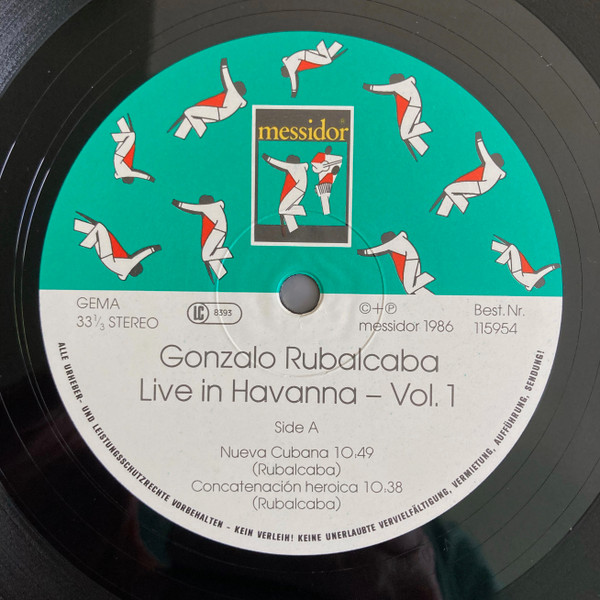 messidor
GEMA
33⅓ STEREO
LC 8393
©+℗
messidor 1986
Best. Nr.
115954
Gonzalo Rubalcaba
Live in Havanna – Vol. 1
Side A
Nueva Cubana 10:49
(Rubalcaba)
Concatenación heroica 10:38
(Rubalcaba)
ALLE URHEBER- UND LEISTUNGSSCHUTZRECHTE VORBEHALTEN - KEIN VERLEIH! KEINE UNERLAUBTE VERVIELFÄLTIGUNG, VERMIETUNG, AUFFÜHRUNG, SENDUNG!